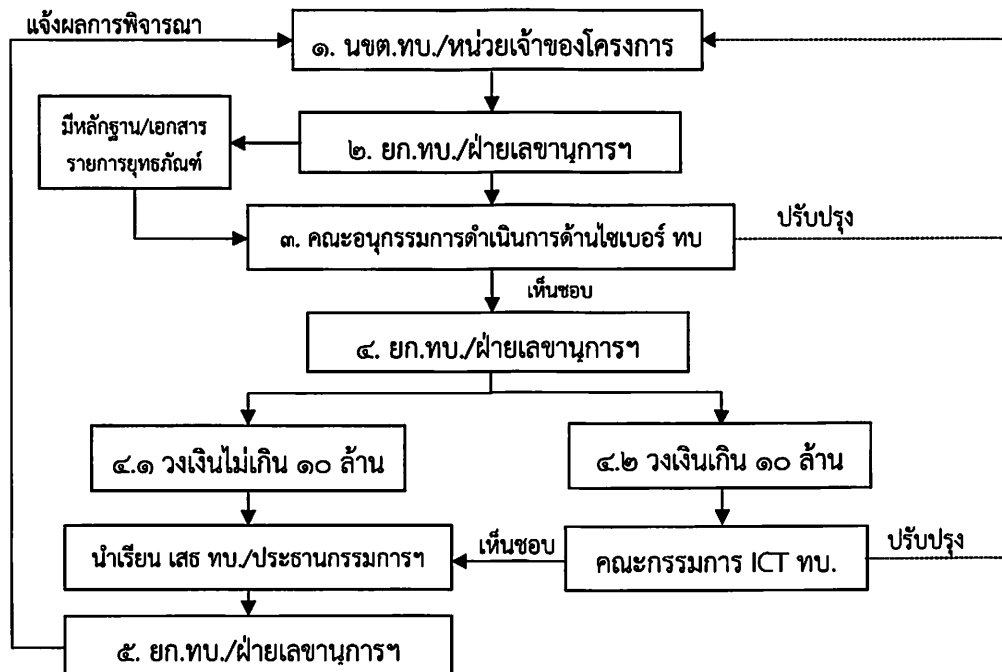 แจ้งผลการพิจารณา
๑. นขต.ทบ./หน่วยเจ้าของโครงการ
มีหลักฐาน/เอกสาร
รายการยุทธภัณฑ์
๒. ยก.ทบ./ฝ่ายเลขานุการฯ
๓. คณะอนุกรรมการดำเนินการด้านไซเบอร์ ทบ
ปรับปรุง
เห็นชอบ
๔. ยก.ทบ./ฝ่ายเลขานุการฯ
๔.๑ วงเงินไม่เกิน ๑๐ ล้าน
๔.๒ วงเงินเกิน ๑๐ ล้าน
นำเรียน เสธ ทบ./ประธานกรรมการฯ
เห็นชอบ
คณะกรรมการ ICT ทบ.
ปรับปรุง
๕. ยก.ทบ./ฝ่ายเลขานุการฯ